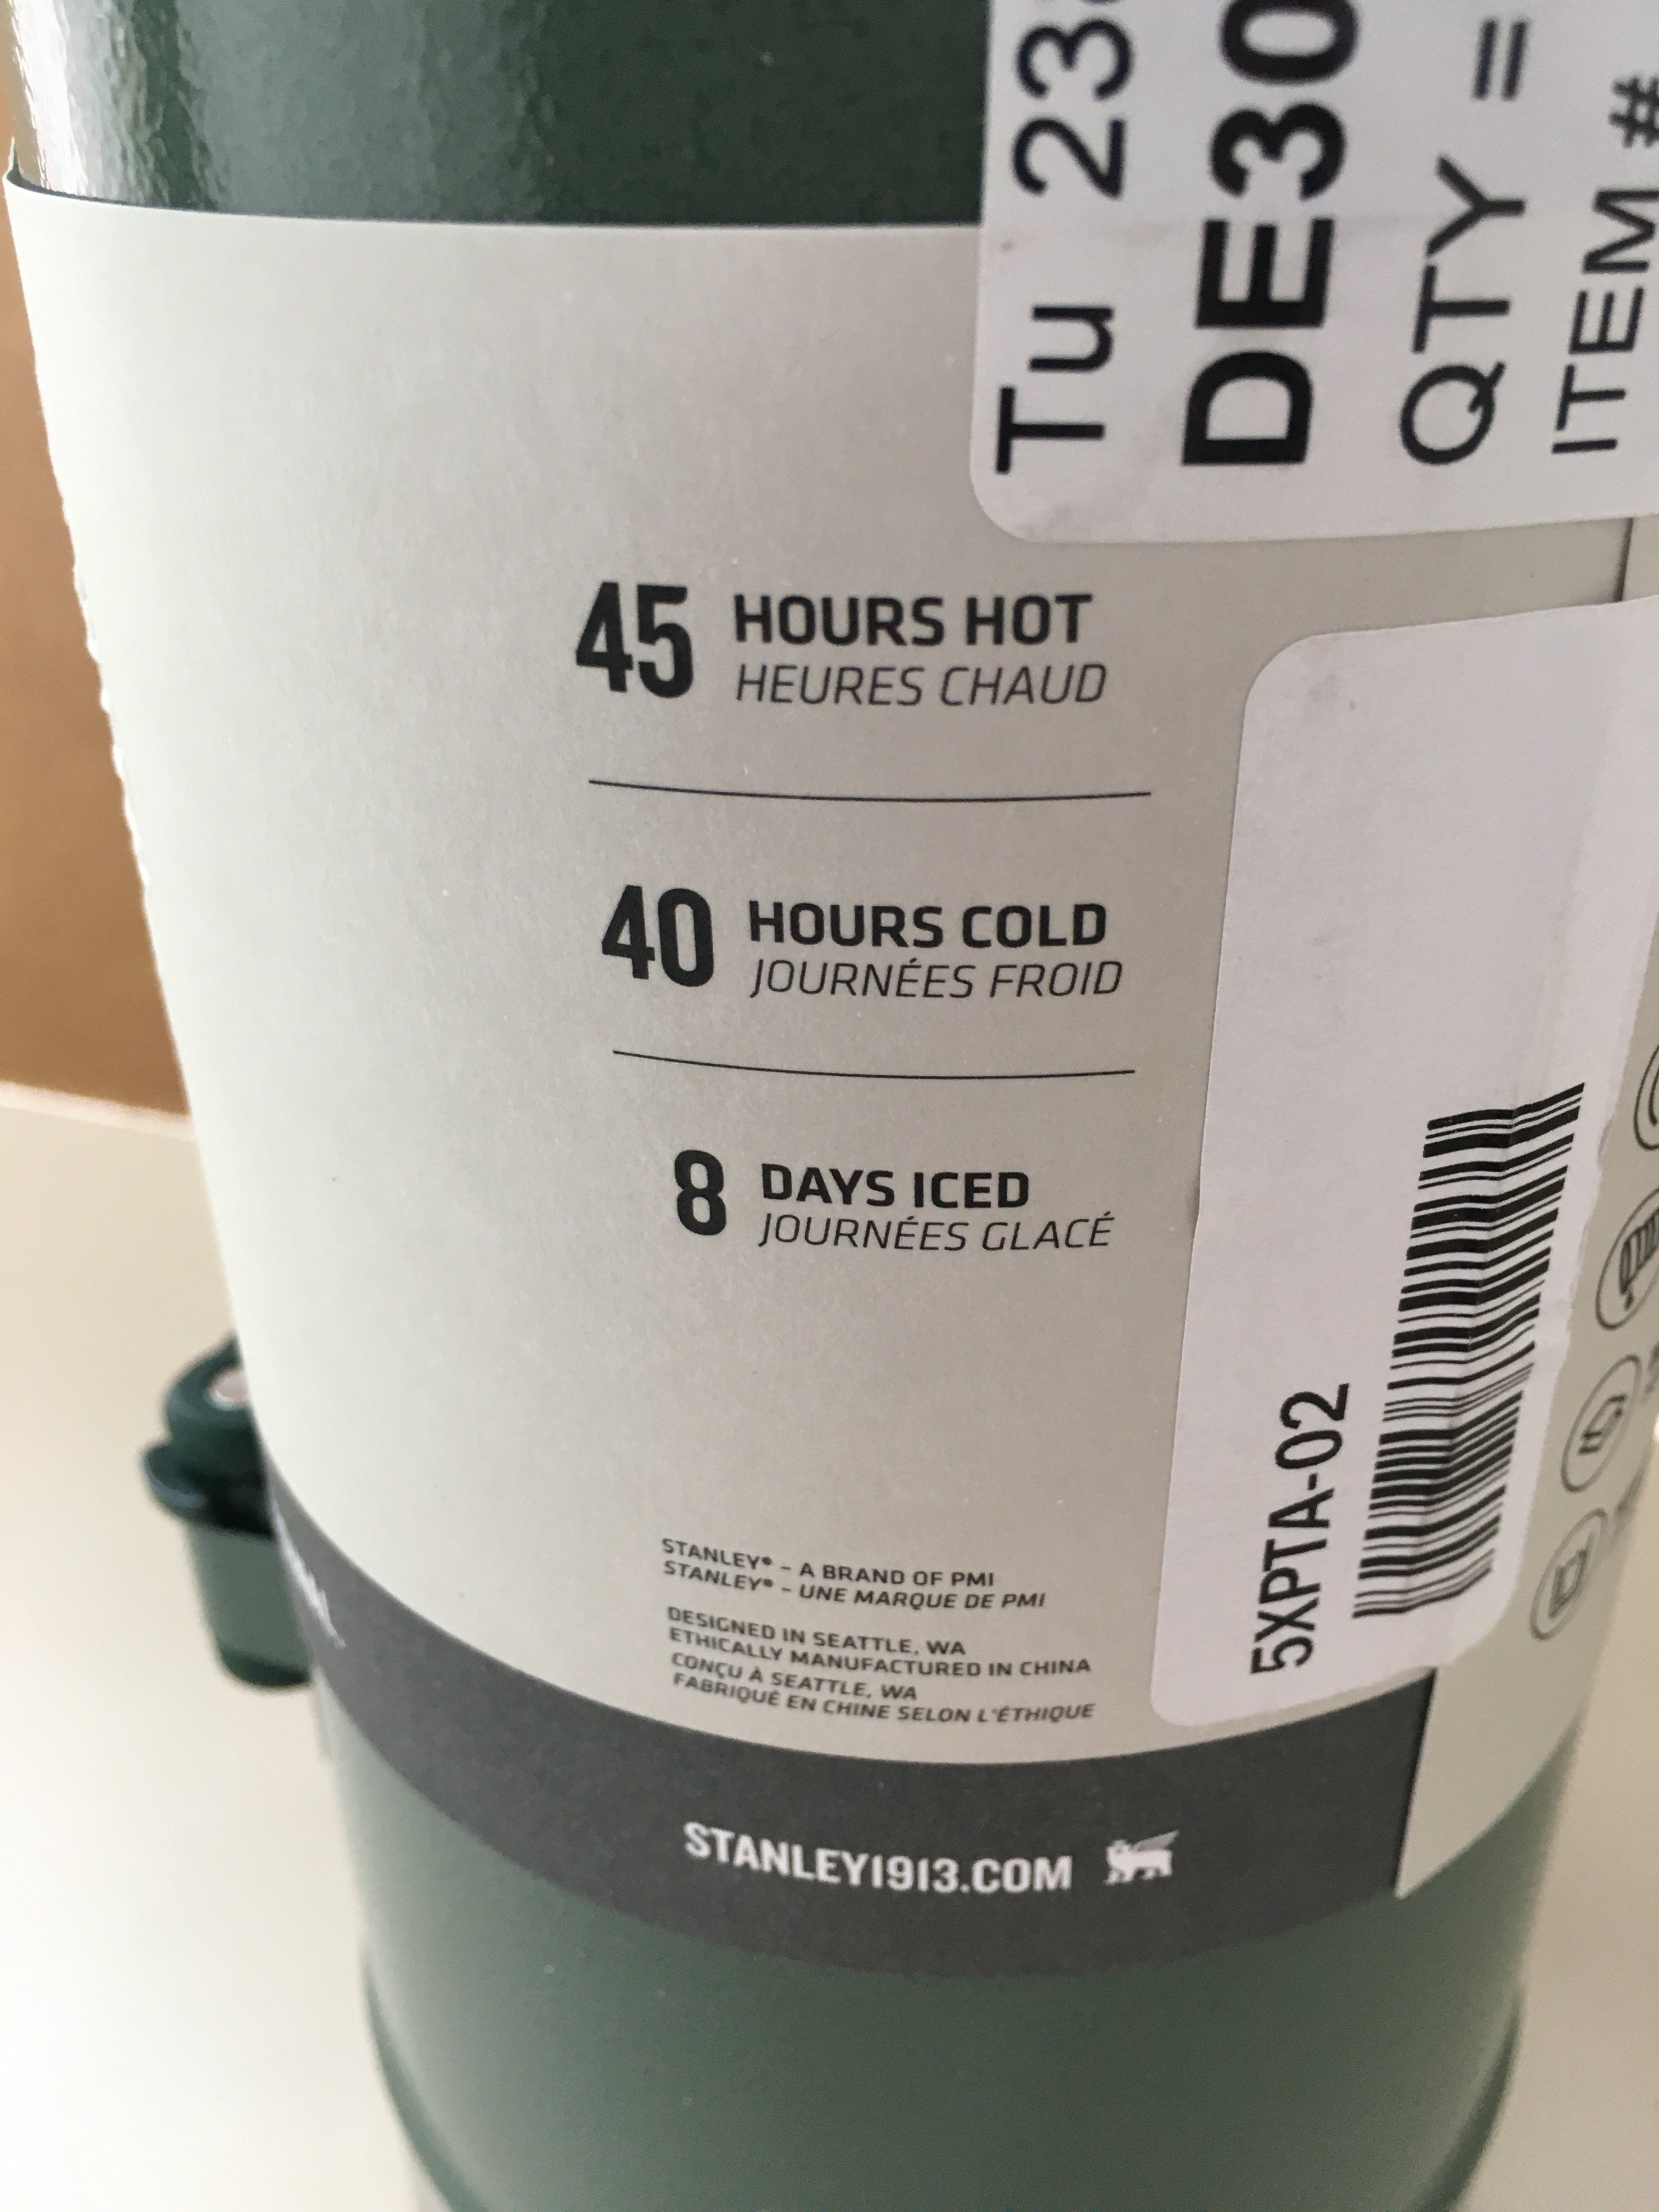 Tu 23
DE30
QTY =
ITEM #
45 HOURS HOT
HEURES CHAUD
40 HOURS COLD
JOURNÉES FROID
8 DAYS ICED
JOURNÉES GLACÉ
5XPTA-02
STANLEY® - A BRAND OF PMI
STANLEY® - UNE MARQUE DE PMI
DESIGNED IN SEATTLE, WA
ETHICALLY MANUFACTURED IN CHINA
CONÇU À SEATTLE, WA
FABRIQUÉ EN CHINE SELON L'ÉTHIQUE
STANLEY1913.COM